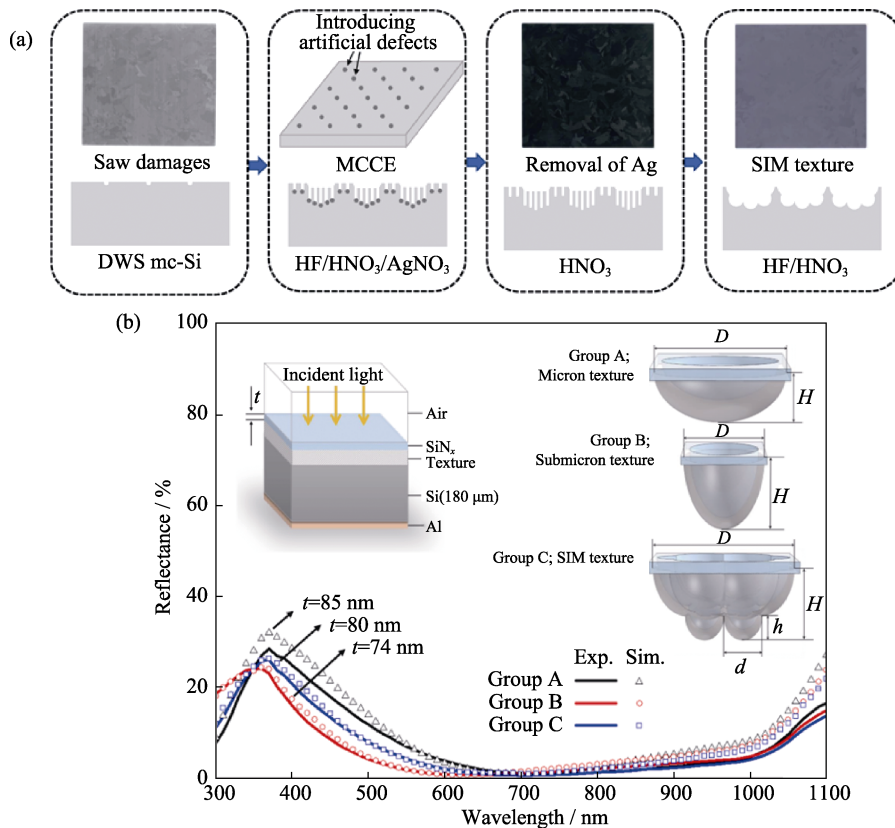 (a)
Saw damages
DWS mc-Si
Introducing
artificial defects
MCCE
HF/HNO₃/AgNO₃
Removal of Ag
HNO₃
SIM texture
HF/HNO₃
(b)
Reflectance / %
100
80
60
40
20
0
Incident light
t
Air
SiNₓ
Texture
Si(180 μm)
Al
Group A;
Micron texture
D
H
Group B;
Submicron texture
D
H
Group C; SIM texture
D
H
h
d
t=85 nm
t=80 nm
t=74 nm
Exp. Sim.
Group A
Group B
Group C
300 400 500 600 700 800 900 1000 1100
Wavelength / nm